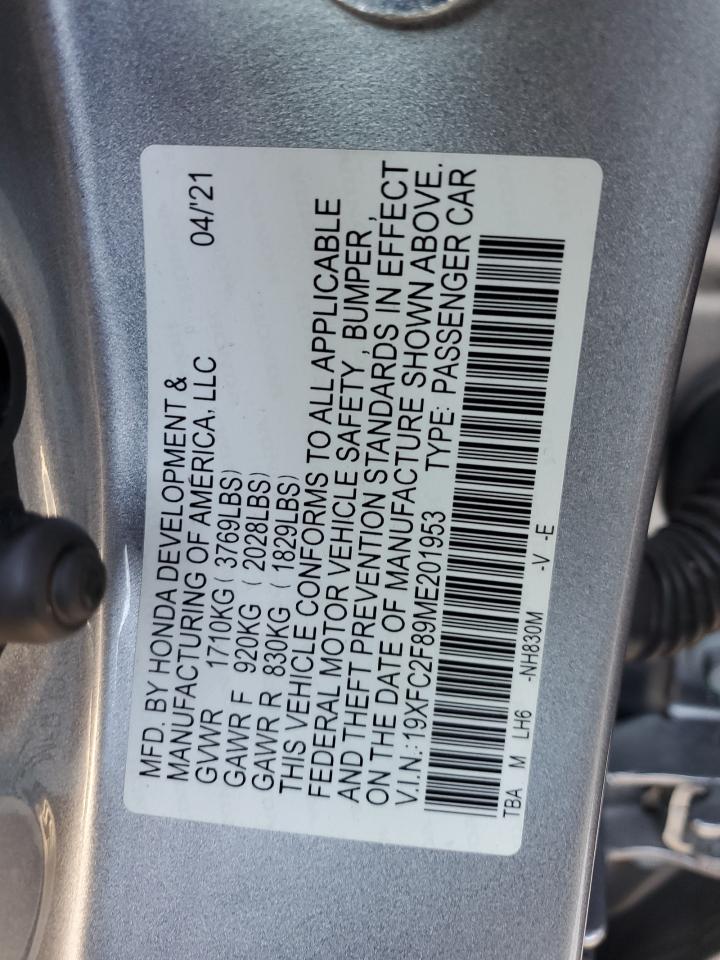 MFD. BY HONDA DEVELOPMENT &
MANUFACTURING OF AMERICA, LLC 04/'21
GVWR 1710KG ( 3769LBS)
GAWR F 920KG ( 2028LBS)
GAWR R 830KG ( 1829LBS)
THIS VEHICLE CONFORMS TO ALL APPLICABLE
FEDERAL MOTOR VEHICLE SAFETY , BUMPER ,
AND THEFT PREVENTION STANDARDS IN EFFECT
ON THE DATE OF MANUFACTURE SHOWN ABOVE.
V.I.N.:19XFC2F89ME201953 TYPE: PASSENGER CAR
TBA M LH6 -NH830M -V -E